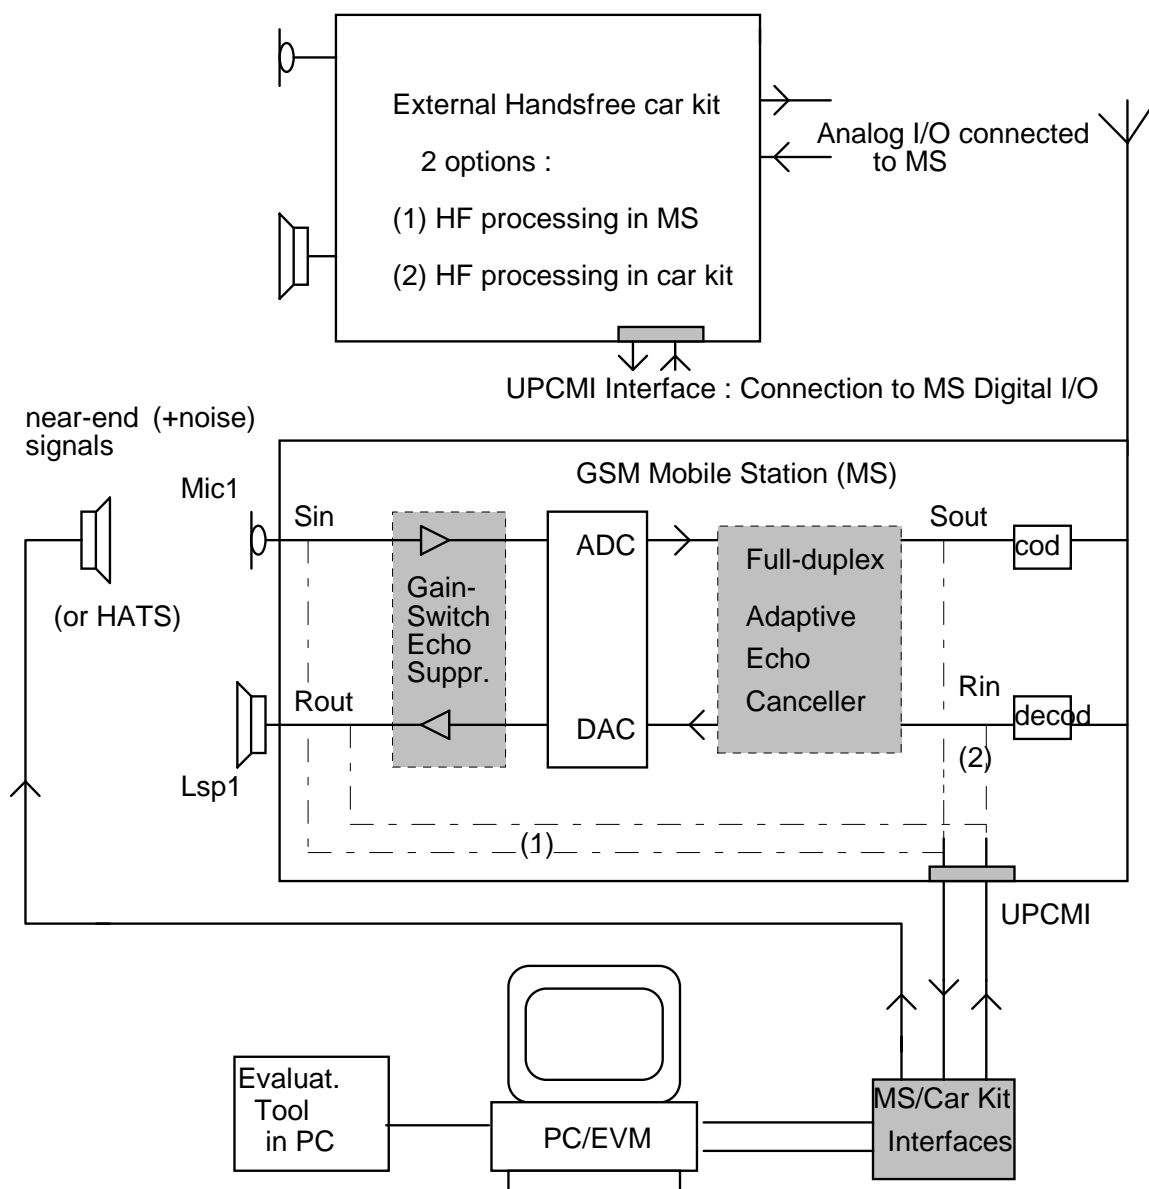 External Handsfree car kit
2 options :
(1) HF processing in MS
(2) HF processing in car kit
Analog I/O connected
to MS
UPCMI Interface : Connection to MS Digital I/O
near-end (+noise)
signals
Mic1
(or HATS)
Lsp1
GSM Mobile Station (MS)
Sin
Rout
Gain-
Switch
Echo
Suppr.
ADC
DAC
Full-duplex
Adaptive
Echo
Canceller
Sout
cod
Rin
decod
(2)
(1)
UPCMI
Evaluat.
Tool
in PC
PC/EVM
MS/Car Kit
Interfaces